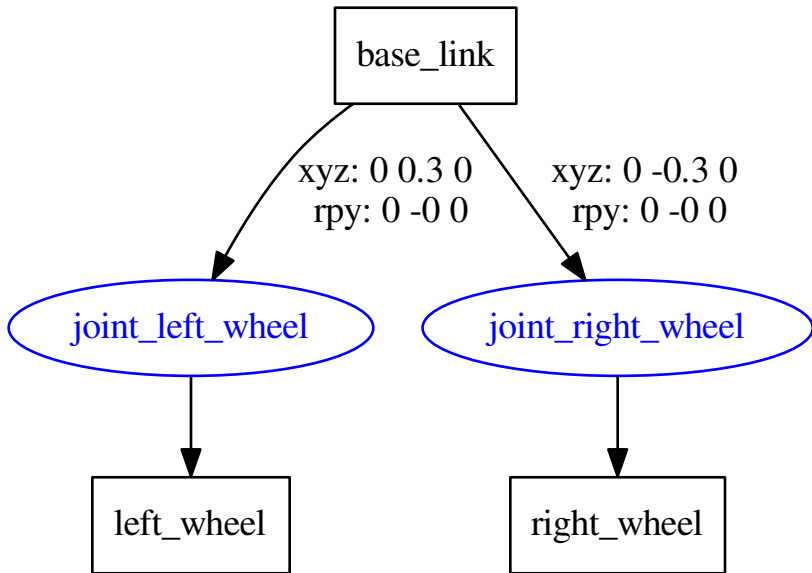 base_link
xyz: 0 0.3 0
rpy: 0 -0 0
xyz: 0 -0.3 0
rpy: 0 -0 0
joint_left_wheel
joint_right_wheel
left_wheel
right_wheel